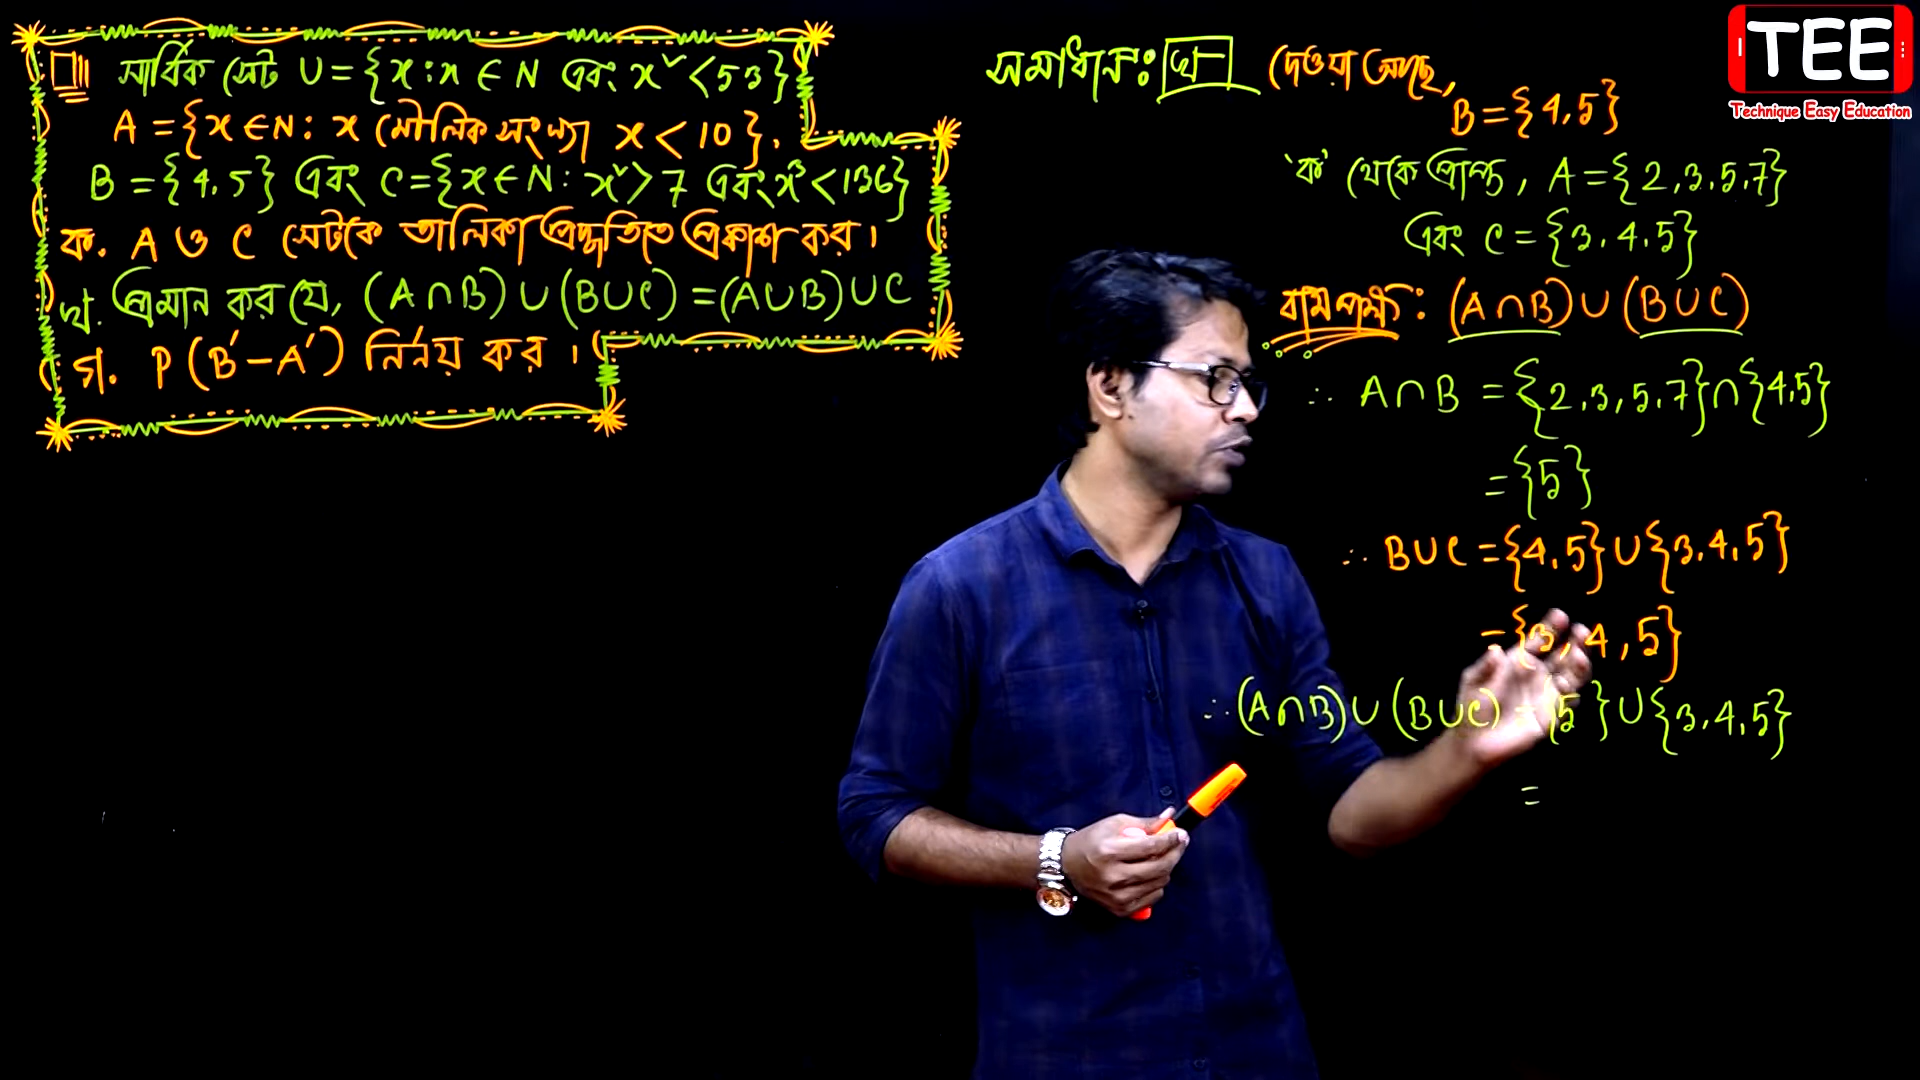 সার্বিক সেট U = {x : x ∈ N এবং x² < 53}
A = {x ∈ N : x মৌলিক সংখ্যা x < 10},
B = {4, 5} এবং C = {x ∈ N : x² > 7 এবং x³ < 136}
ক. A ও C সেটকে তালিকা পদ্ধতিতে প্রকাশ কর।
খ. প্রমান কর যে, (A ∩ B) ∪ (B ∪ C) = (A ∪ B) ∪ C
গ. P (B′ – A′) নির্নয় কর।
সমাধান: খ
দেওয়া আছে,
B = {4, 5}
'ক' থেকে প্রাপ্ত, A = {2, 3, 5, 7}
এবং C = {3, 4, 5}
বামপক্ষ : (A ∩ B) ∪ (B ∪ C)
∴ A ∩ B = {2, 3, 5, 7} ∩ {4, 5}
= {5}
∴ B ∪ C = {4, 5} ∪ {3, 4, 5}
= {3, 4, 5}
∴ (A ∩ B) ∪ (B ∪ C) = {5} ∪ {3, 4, 5}
=
TEE
Technique Easy Education